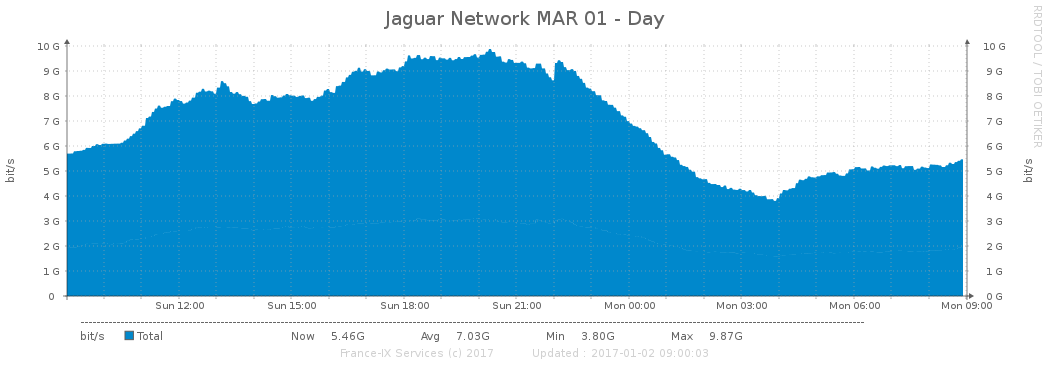 Jaguar Network MAR 01 - Day
RRDTOOL / TOBI OETIKER
bit/s
bit/s
10 G 10 G
9 G 9 G
8 G 8 G
7 G 7 G
6 G 6 G
5 G 5 G
4 G 4 G
3 G 3 G
2 G 2 G
1 G 1 G
0 0 G
Sun 12:00 Sun 15:00 Sun 18:00 Sun 21:00 Mon 00:00 Mon 03:00 Mon 06:00 Mon 09:00
bit/s Total Now 5.46G Avg 7.03G Min 3.80G Max 9.87G
France-IX Services (c) 2017 Updated : 2017-01-02 09:00:03